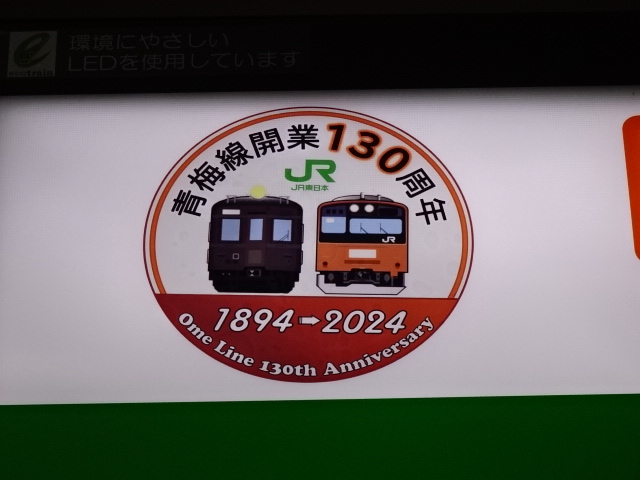 環境にやさしい
LEDを使用しています
青梅線開業130周年
JR
JR東日本
JR
1894➡2024
Ome Line 130th Anniversary